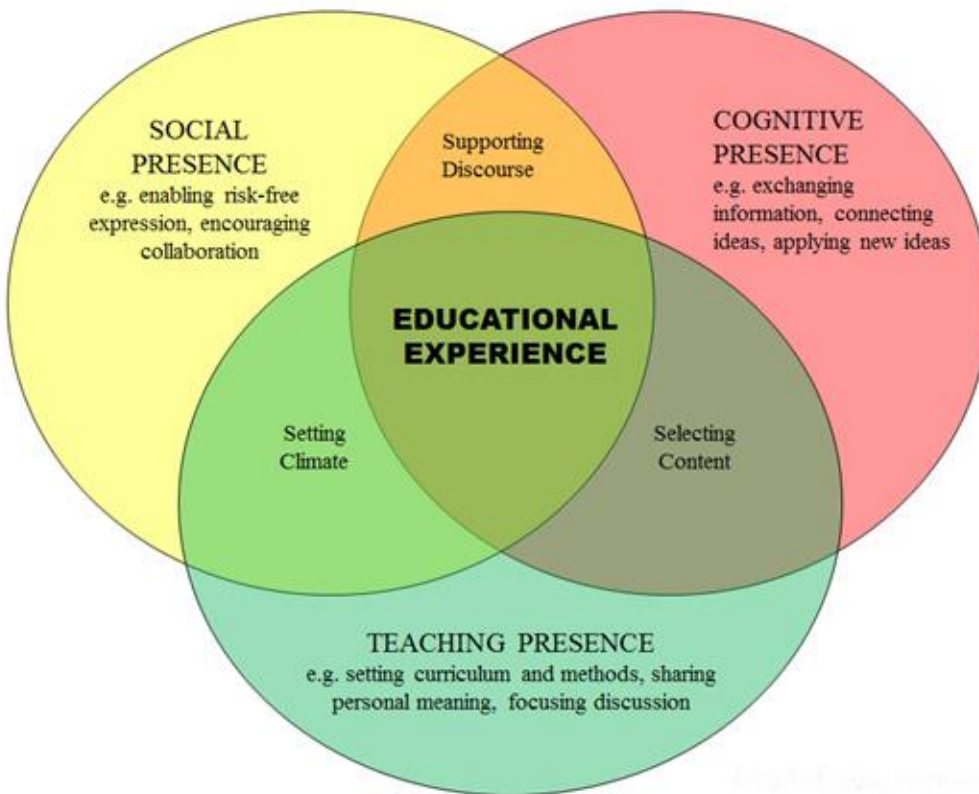 SOCIAL
PRESENCE
e.g. enabling risk-free
expression, encouraging
collaboration
Supporting
Discourse
COGNITIVE
PRESENCE
e.g. exchanging
information, connecting
ideas, applying new ideas
EDUCATIONAL
EXPERIENCE
Setting
Climate
Selecting
Content
TEACHING PRESENCE
e.g. setting curriculum and methods, sharing
personal meaning, focusing discussion